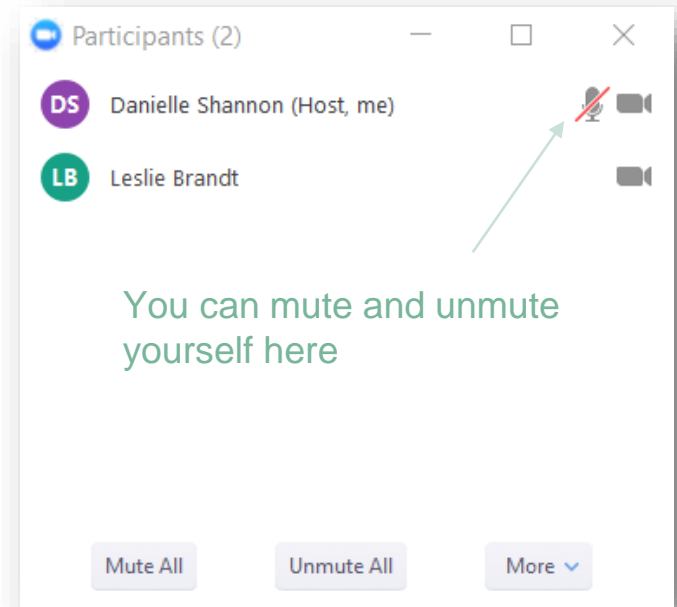 Participants (2)
DS Danielle Shannon (Host, me)
LB Leslie Brandt
You can mute and unmute
yourself here
Mute All Unmute All More